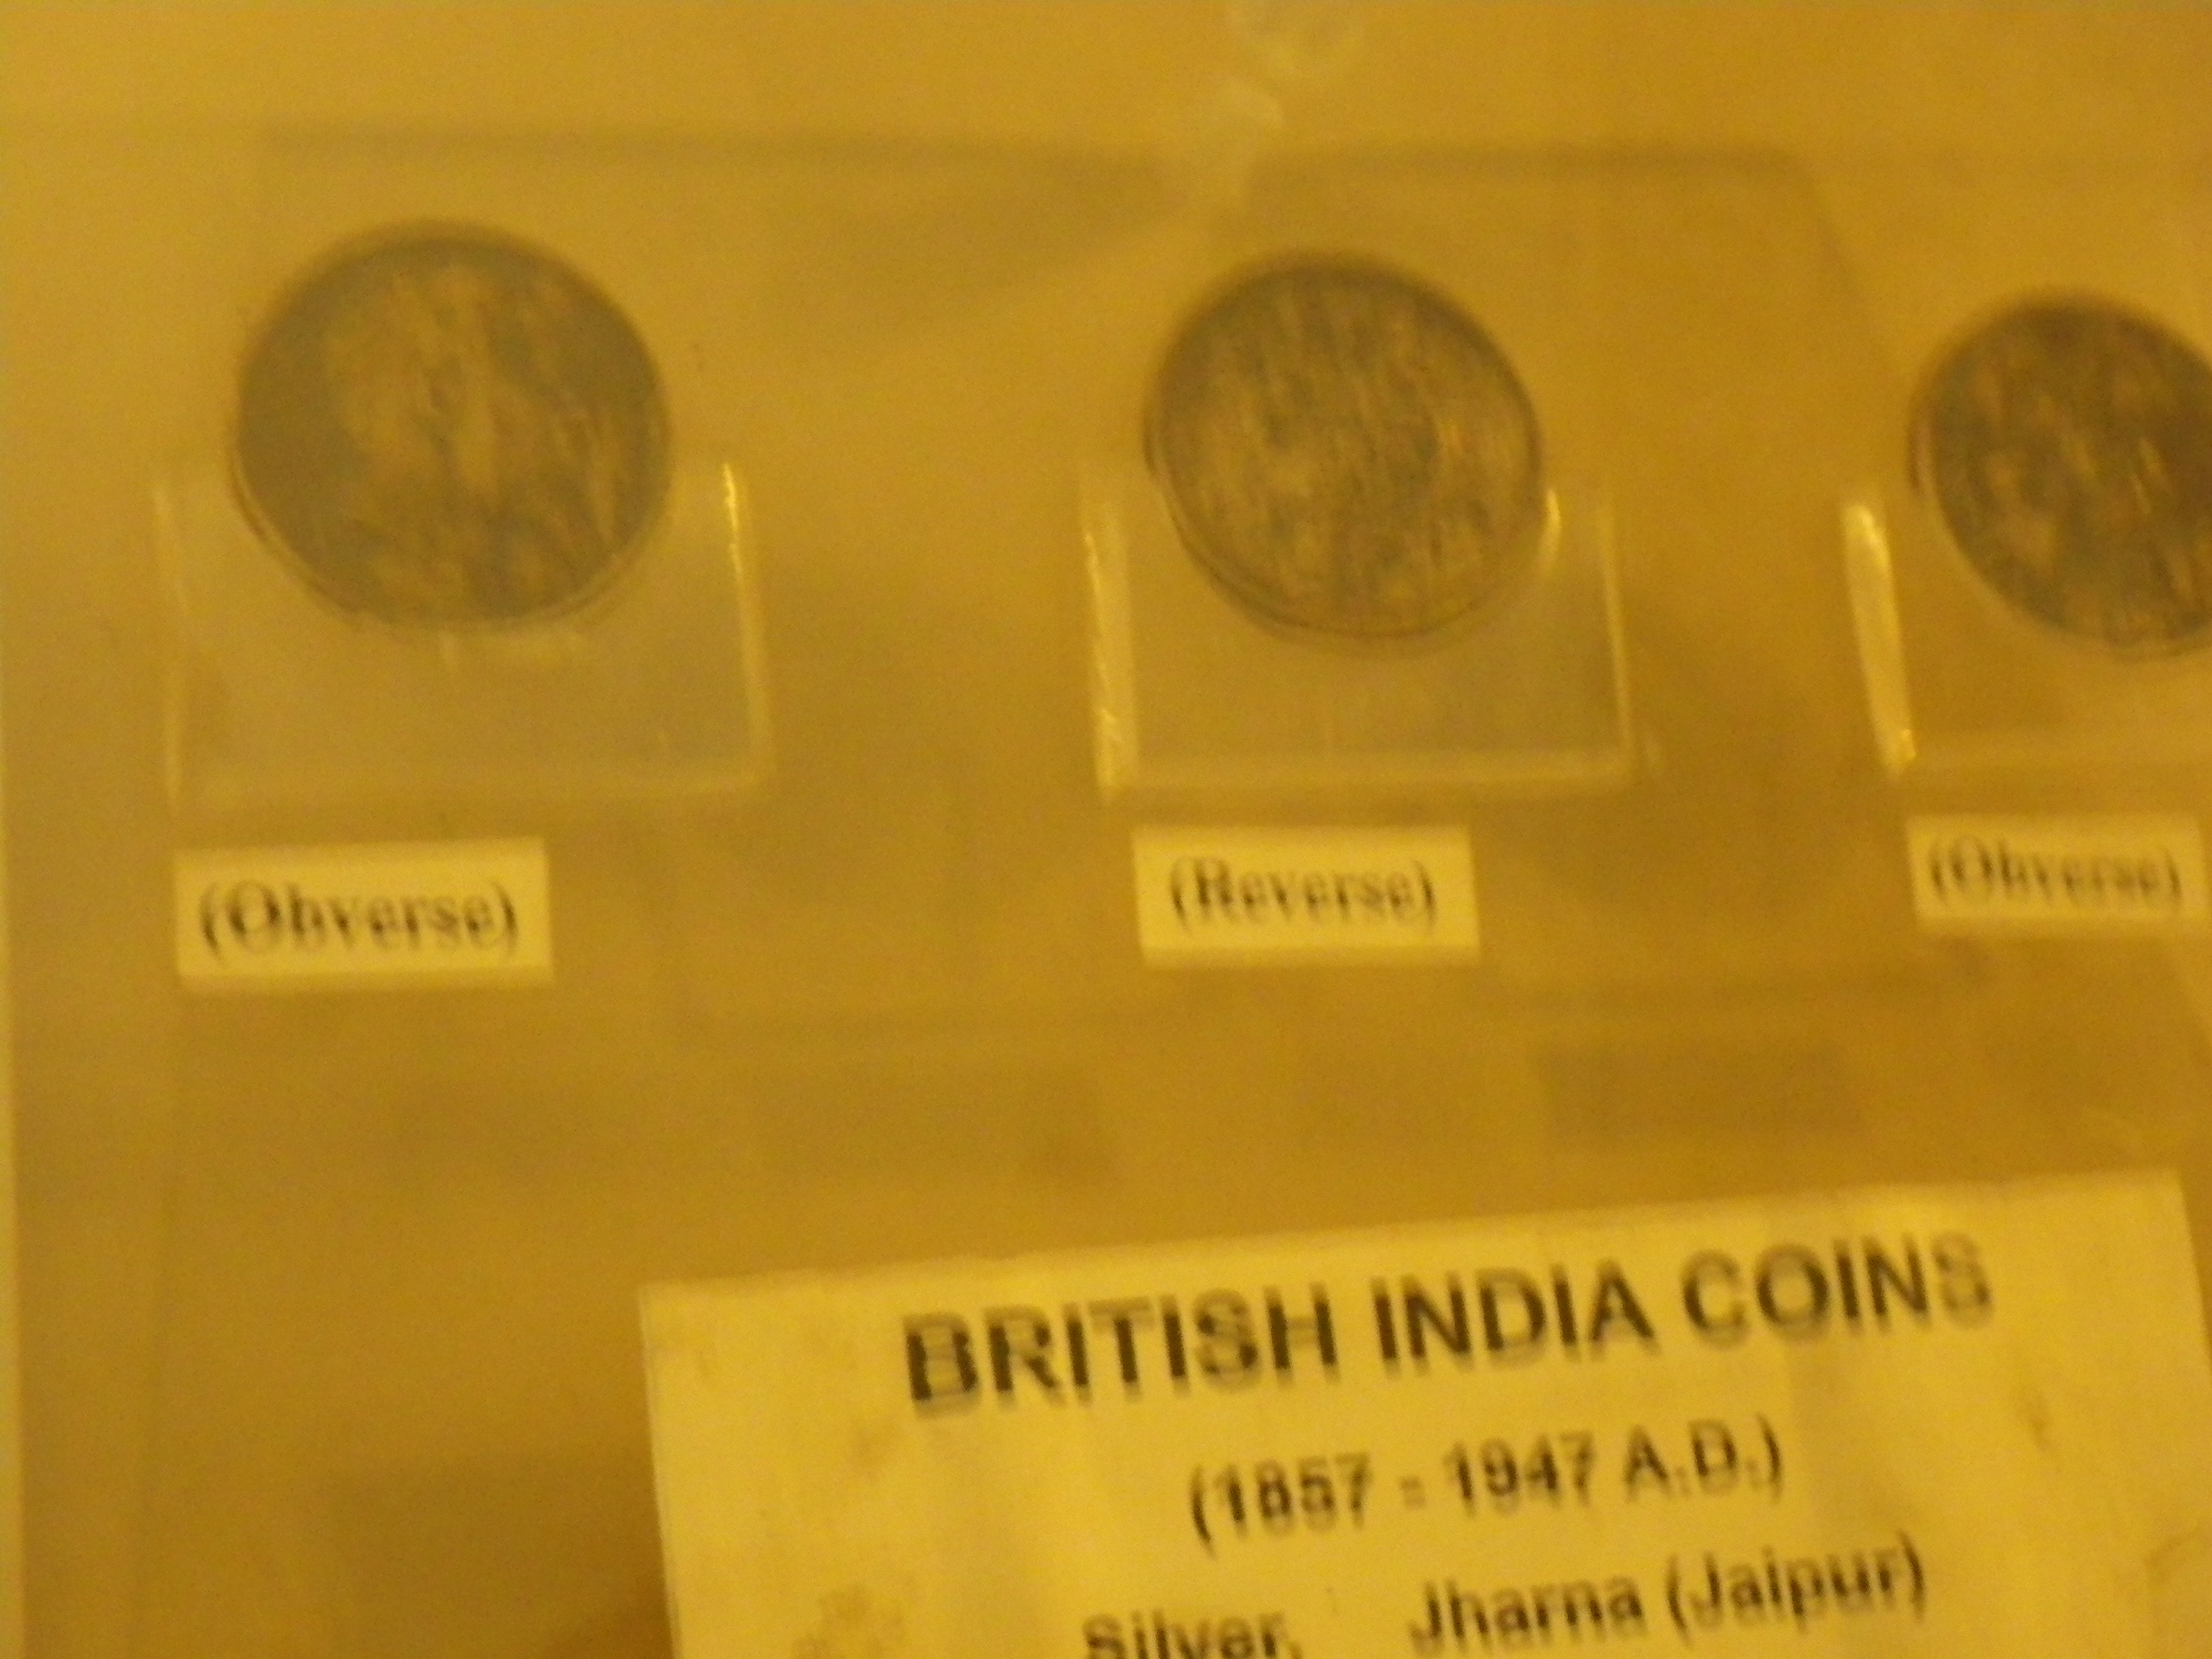 (Obverse)
(Reverse)
(Obverse)
BRITISH INDIA COINS
(1857 - 1947 A.D.)
Silver, Jharna (Jaipur)